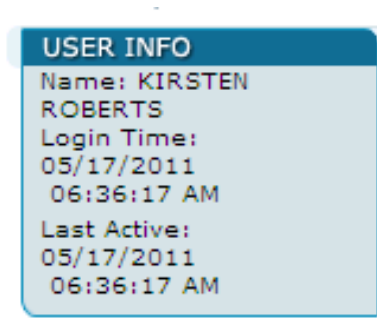 USER INFO
Name: KIRSTEN
ROBERTS
Login Time:
05/17/2011
06:36:17 AM
Last Active:
05/17/2011
06:36:17 AM